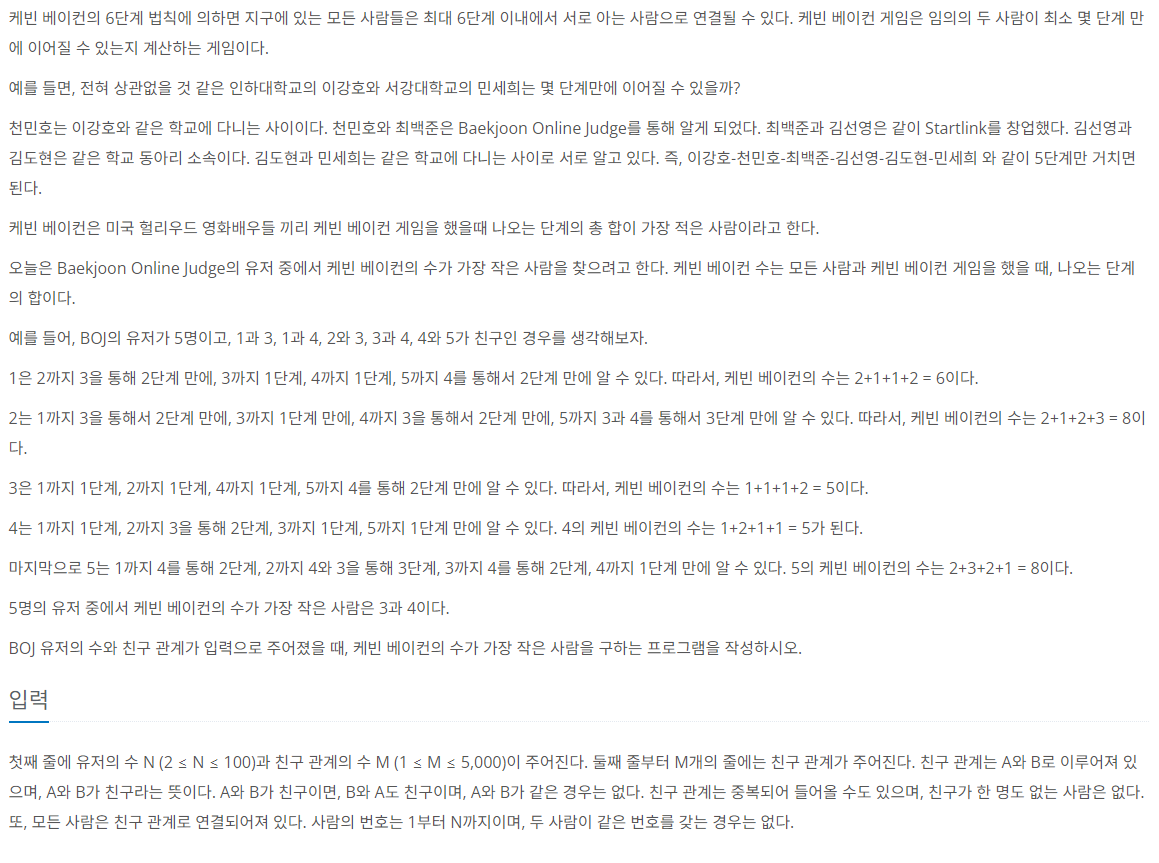 케빈 베이컨의 6단계 법칙에 의하면 지구에 있는 모든 사람들은 최대 6단계 이내에서 서로 아는 사람으로 연결될 수 있다. 케빈 베이컨 게임은 임의의 두 사람이 최소 몇 단계 만
에 이어질 수 있는지 계산하는 게임이다.
예를 들면, 전혀 상관없을 것 같은 인하대학교의 이강호와 서강대학교의 민세희는 몇 단계만에 이어질 수 있을까?
천민호는 이강호와 같은 학교에 다니는 사이이다. 천민호와 최백준은 Baekjoon Online Judge를 통해 알게 되었다. 최백준과 김선영은 같이 Startlink를 창업했다. 김선영과
김도현은 같은 학교 동아리 소속이다. 김도현과 민세희는 같은 학교에 다니는 사이로 서로 알고 있다. 즉, 이강호-천민호-최백준-김선영-김도현-민세희 와 같이 5단계만 거치면
된다.
케빈 베이컨은 미국 헐리우드 영화배우들 끼리 케빈 베이컨 게임을 했을때 나오는 단계의 총 합이 가장 적은 사람이라고 한다.
오늘은 Baekjoon Online Judge의 유저 중에서 케빈 베이컨의 수가 가장 작은 사람을 찾으려고 한다. 케빈 베이컨 수는 모든 사람과 케빈 베이컨 게임을 했을 때, 나오는 단계
의 합이다.
예를 들어, BOJ의 유저가 5명이고, 1과 3, 1과 4, 2와 3, 3과 4, 4와 5가 친구인 경우를 생각해보자.
1은 2까지 3을 통해 2단계 만에, 3까지 1단계, 4까지 1단계, 5까지 4를 통해서 2단계 만에 알 수 있다. 따라서, 케빈 베이컨의 수는 2+1+1+2 = 6이다.
2는 1까지 3을 통해서 2단계 만에, 3까지 1단계 만에, 4까지 3을 통해서 2단계 만에, 5까지 3과 4를 통해서 3단계 만에 알 수 있다. 따라서, 케빈 베이컨의 수는 2+1+2+3 = 8이
다.
3은 1까지 1단계, 2까지 1단계, 4까지 1단계, 5까지 4를 통해 2단계 만에 알 수 있다. 따라서, 케빈 베이컨의 수는 1+1+1+2 = 5이다.
4는 1까지 1단계, 2까지 3을 통해 2단계, 3까지 1단계, 5까지 1단계 만에 알 수 있다. 4의 케빈 베이컨의 수는 1+2+1+1 = 5가 된다.
마지막으로 5는 1까지 4를 통해 2단계, 2까지 4와 3을 통해 3단계, 3까지 4를 통해 2단계, 4까지 1단계 만에 알 수 있다. 5의 케빈 베이컨의 수는 2+3+2+1 = 8이다.
5명의 유저 중에서 케빈 베이컨의 수가 가장 작은 사람은 3과 4이다.
BOJ 유저의 수와 친구 관계가 입력으로 주어졌을 때, 케빈 베이컨의 수가 가장 작은 사람을 구하는 프로그램을 작성하시오.
입력
첫째 줄에 유저의 수 N (2 ≤ N ≤ 100)과 친구 관계의 수 M (1 ≤ M ≤ 5,000)이 주어진다. 둘째 줄부터 M개의 줄에는 친구 관계가 주어진다. 친구 관계는 A와 B로 이루어져 있
으며, A와 B가 친구라는 뜻이다. A와 B가 친구이면, B와 A도 친구이며, A와 B가 같은 경우는 없다. 친구 관계는 중복되어 들어올 수도 있으며, 친구가 한 명도 없는 사람은 없다.
또, 모든 사람은 친구 관계로 연결되어져 있다. 사람의 번호는 1부터 N까지이며, 두 사람이 같은 번호를 갖는 경우는 없다.